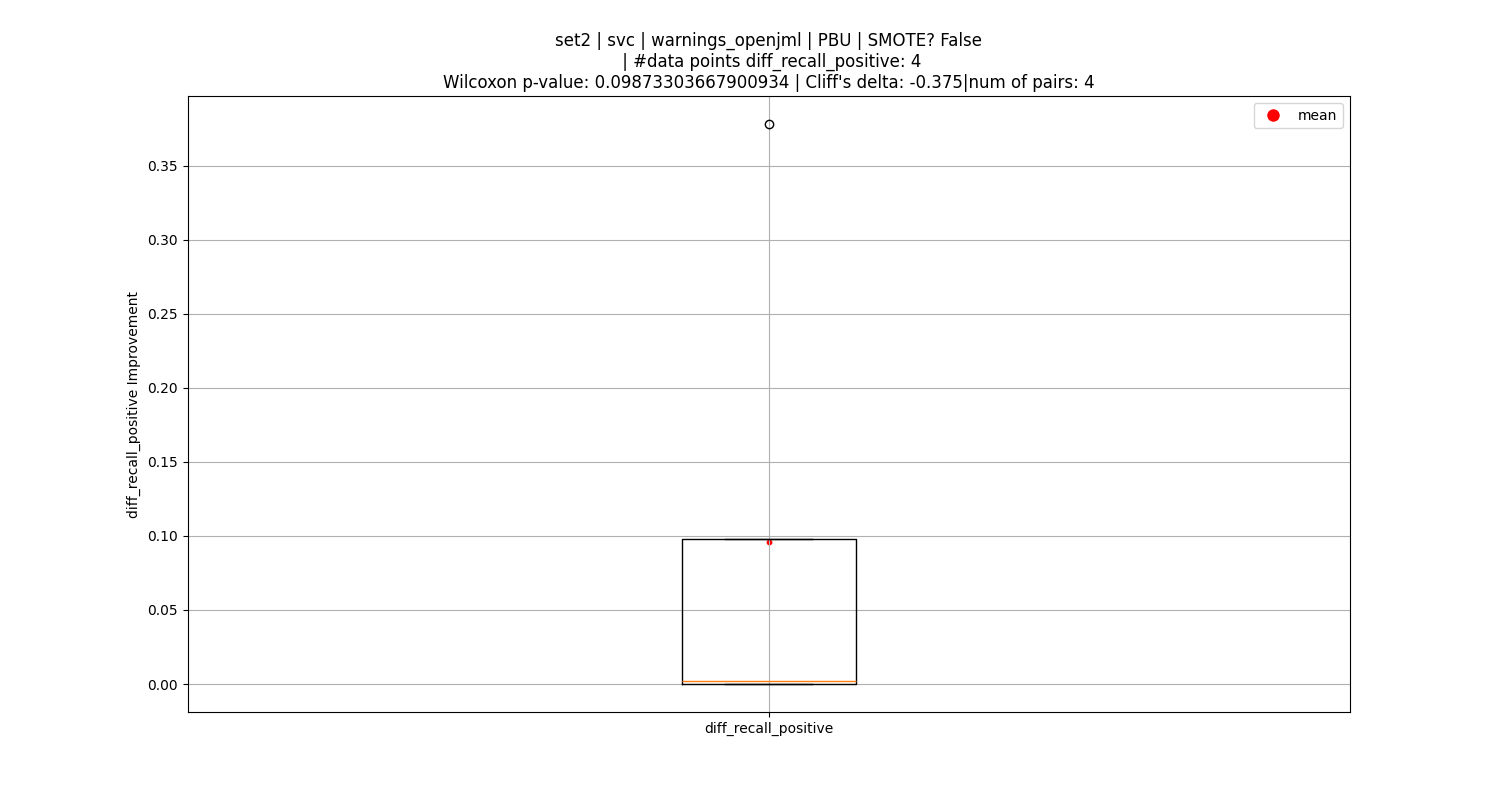 set2 | svc | warnings_openjml | PBU | SMOTE? False
| #data points diff_recall_positive: 4
Wilcoxon p-value: 0.09873303667900934 | Cliff's delta: -0.375|num of pairs: 4
mean
0.35
0.30
0.25
0.20
0.15
0.10
0.05
0.00
diff_recall_positive Improvement
diff_recall_positive